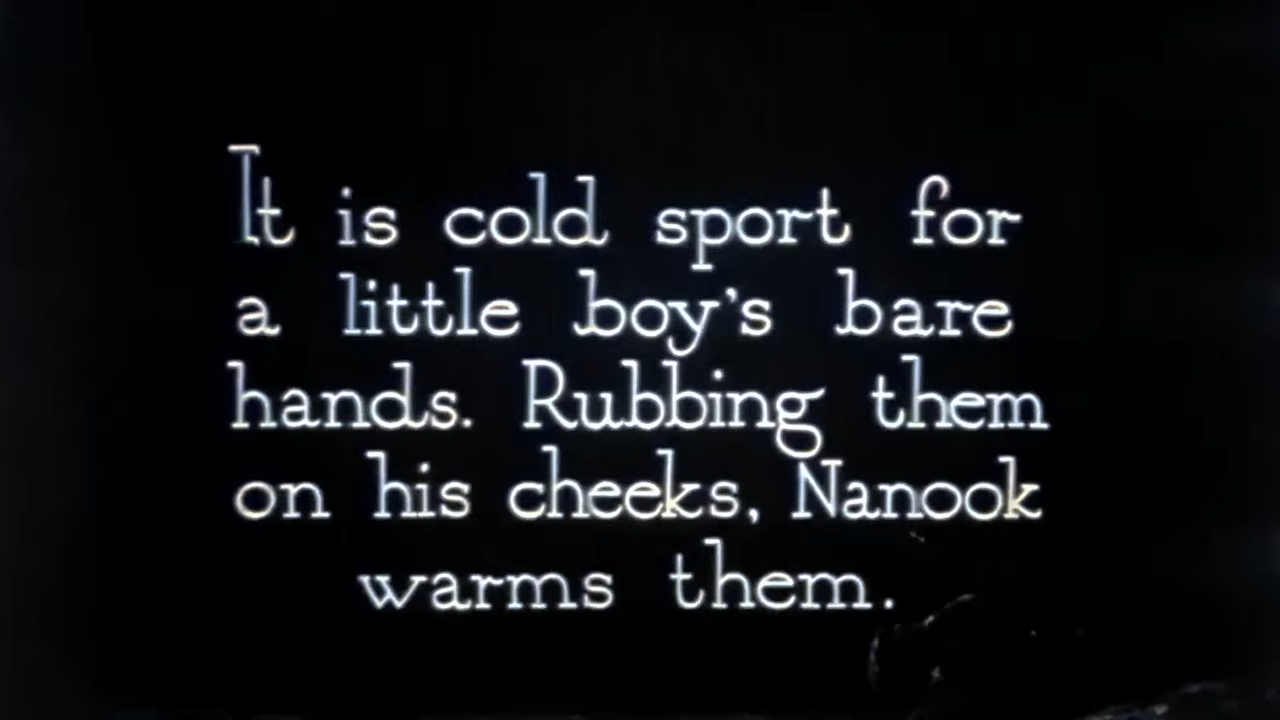 It is cold sport for
a little boy's bare
hands. Rubbing them
on his cheeks, Nanook
warms them.